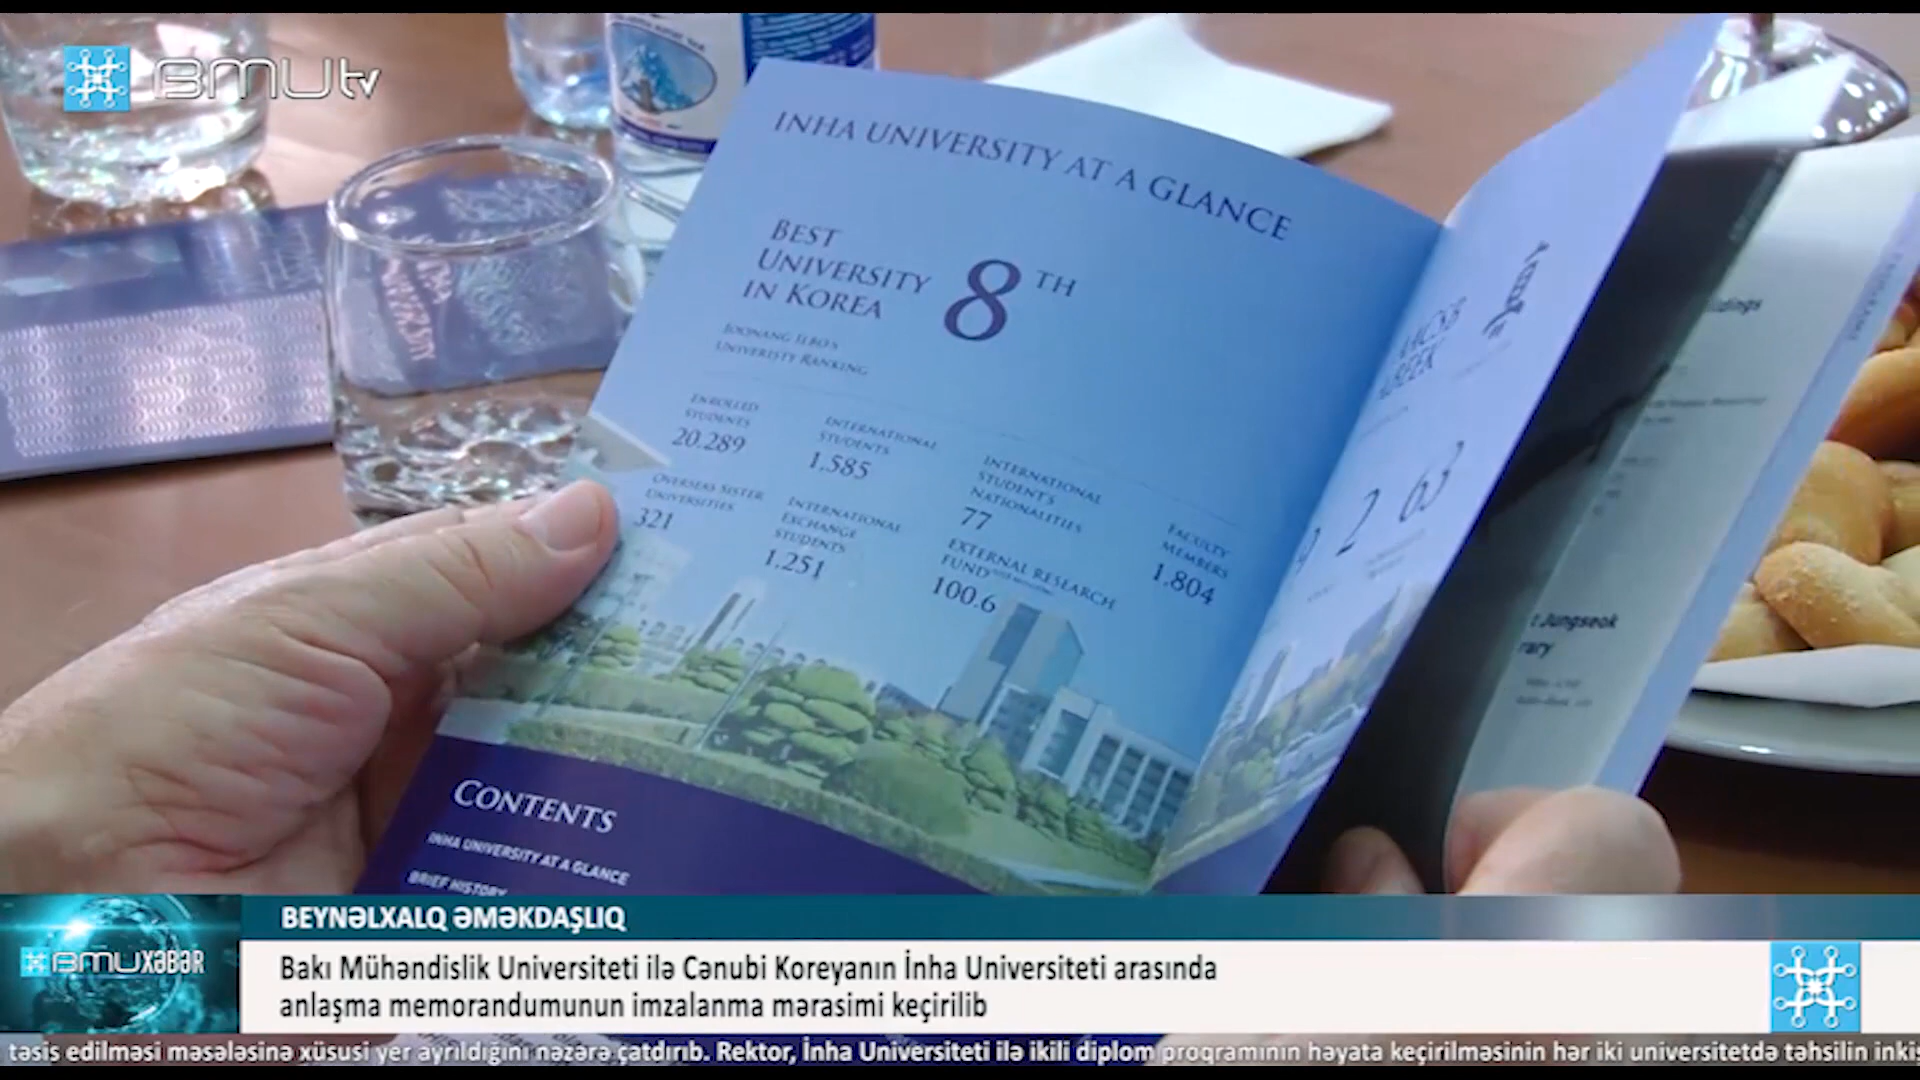 BMUtv
INHA UNIVERSITY AT A GLANCE
BEST
UNIVERSITY
IN KOREA
8TH
JOONANG ILBO'S
UNIVERISTY RANKING
ENROLLED
STUDENTS
20.289
INTERNATIONAL
STUDENTS
1.585
INTERNATIONAL
STUDENT'S
NATIONALITIES
77
FACULTY
MEMBERS
1.804
OVERSEAS SISTER
UNIVERSITIES
321
INTERNATIONAL
EXCHANGE
STUDENTS
1.251
EXTERNAL RESEARCH
FUND
100.6
2 63
Jungseok
CONTENTS
INHA UNIVERSITY AT A GLANCE
BRIEF HISTORY
BEYNƏLXALQ ƏMƏKDAŞLIQ
BMUXƏBƏR
Bakı Mühəndislik Universiteti ilə Cənubi Koreyanın İnha Universiteti arasında
anlaşma memorandumunun imzalanma mərasimi keçirilib
təsis edilməsi məsələsinə xüsusi yer ayrıldığını nəzərə çatdırıb. Rektor, İnha Universiteti ilə ikili diplom proqramının həyata keçirilməsinin hər iki universitetdə təhsilin inkiş